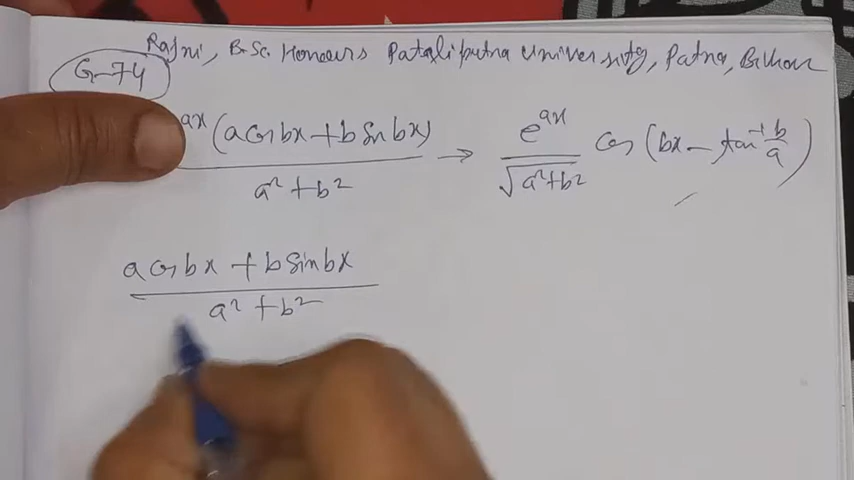 Rajni, B.Sc. Honours Pataliputra University, Patna, Bihar
G-74
ax (a cos bx + b sin bx) / a² + b² → e^ax / √a²+b² cos (bx - tan⁻¹ b/a)
a cos bx + b sin bx / a² + b²